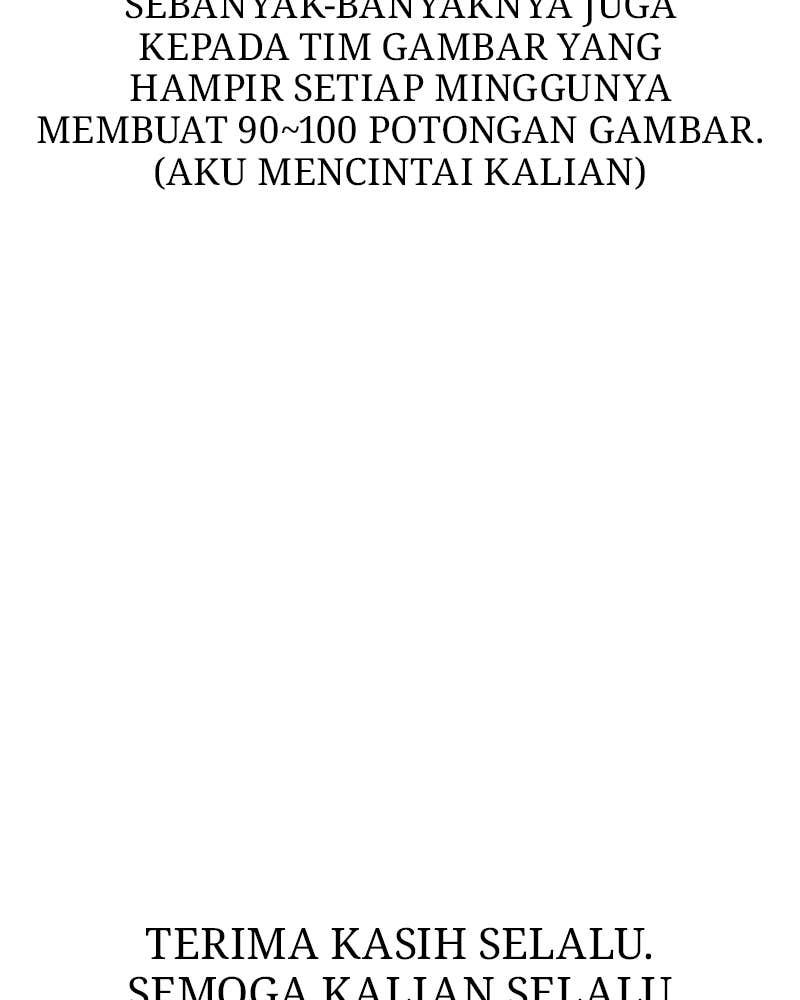 SEBANYAK-BANYAKNYA JUGA
KEPADA TIM GAMBAR YANG
HAMPIR SETIAP MINGGUNYA
MEMBUAT 90~100 POTONGAN GAMBAR.
(AKU MENCINTAI KALIAN)
TERIMA KASIH SELALU.
SEMOGA KALIAN SELALU